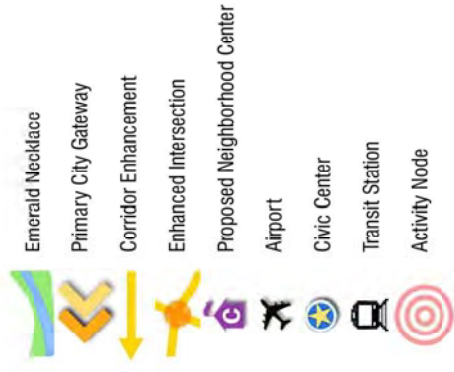 Emerald Necklace
Primary City Gateway
Corridor Enhancement
Enhanced Intersection
C
Proposed Neighborhood Center
Airport
Civic Center
Transit Station
Activity Node